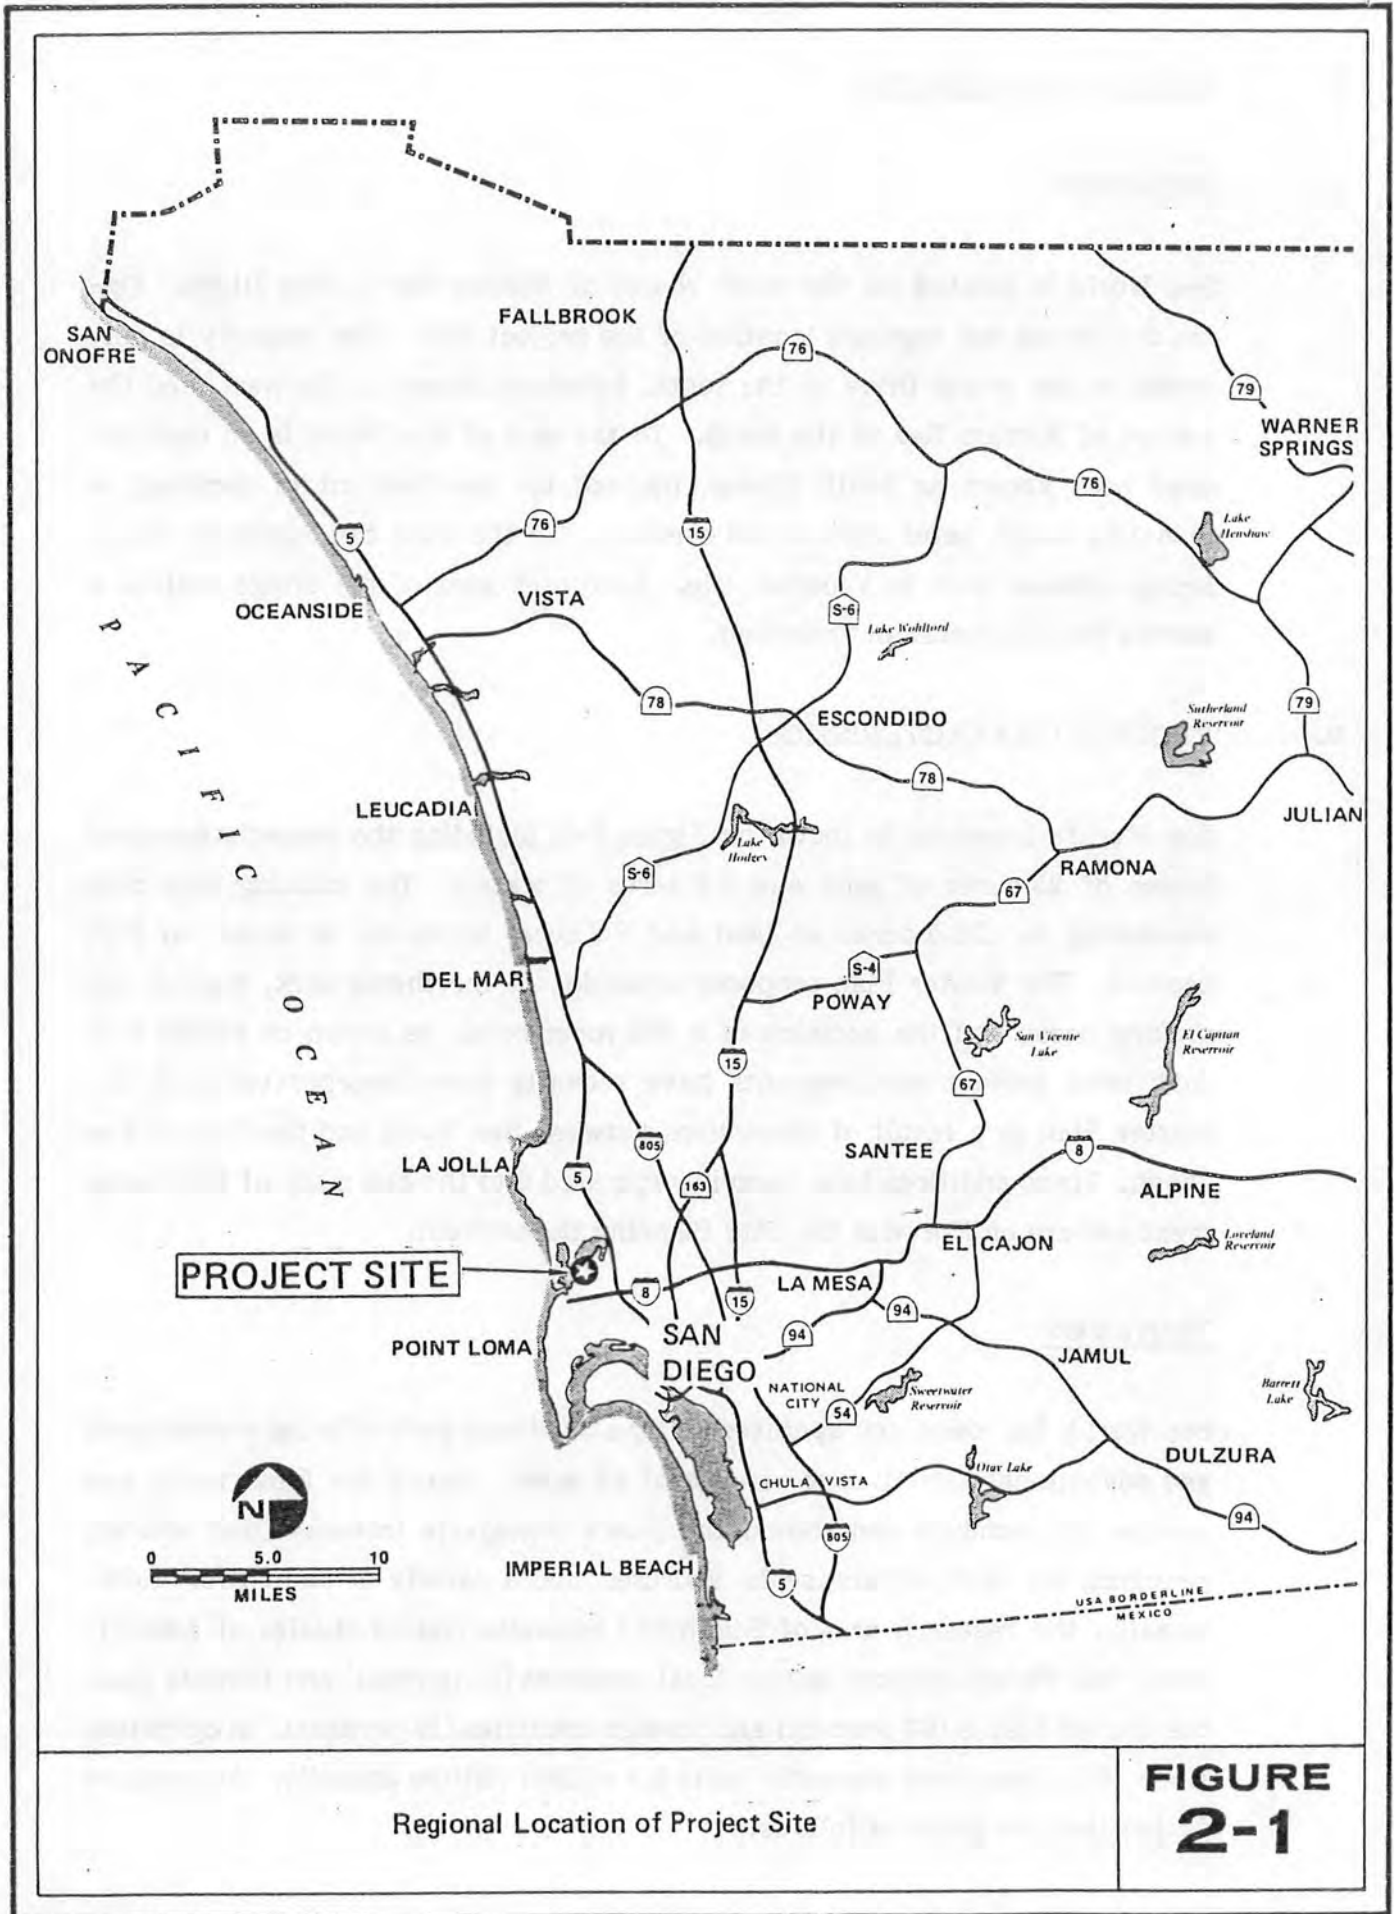 FALLBROOK
SAN
ONOFRE
76
79
WARNER
SPRINGS
76
76
5
15
Lake
Henshaw
OCEANSIDE
VISTA
S-6
Lake Wohlford
PACIFIC
78
ESCONDIDO
79
Sutherland
Reservoir
78
LEUCADIA
JULIAN
Lake
Hodges
RAMONA
S-6
67
DEL MAR
S-4
POWAY
OCEAN
San Vicente
Lake
El Capitan
Reservoir
15
67
805
SANTEE
8
LA JOLLA
5
163
ALPINE
EL CAJON
Loveland
Reservoir
PROJECT SITE
LA MESA
8
15
94
94
SAN
DIEGO
POINT LOMA
JAMUL
NATIONAL
CITY
54
Sweetwater
Reservoir
Barrett
Lake
DULZURA
Otay Lake
CHULA VISTA
N
94
805
0 5.0 10
MILES
IMPERIAL BEACH
5
USA BORDERLINE
MEXICO
Regional Location of Project Site
FIGURE
2-1